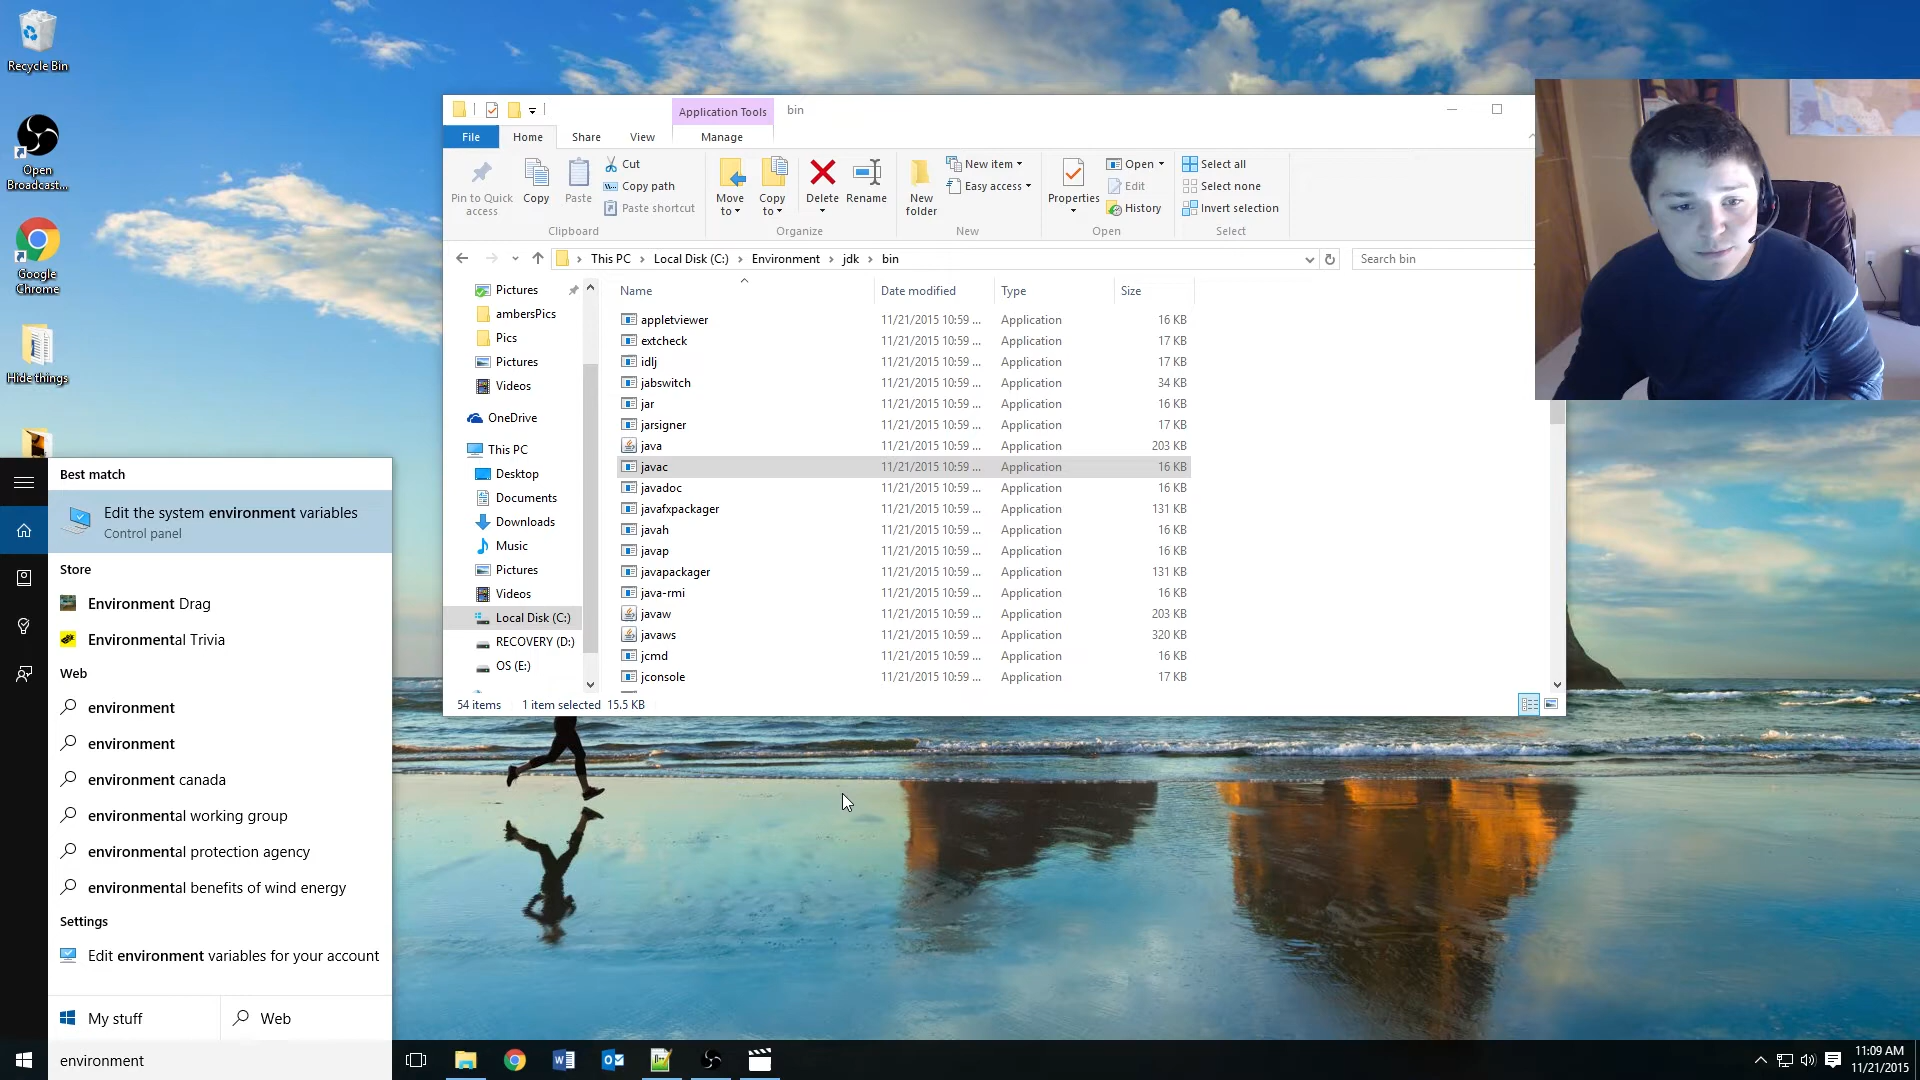 Recycle Bin
Open
Broadcast...
Google
Chrome
Hide things
Application Tools
bin
File
Home
Share
View
Manage
Pin to Quick
access
Copy
Paste
Cut
Copy path
Paste shortcut
Clipboard
Move
to
Copy
to
Delete
Rename
Organize
New
folder
New item
Easy access
New
Properties
Open
Edit
History
Open
Select all
Select none
Invert selection
Select
This PC
Local Disk (C:)
Environment
jdk
bin
Search bin
Pictures
ambersPics
Pics
Pictures
Videos
OneDrive
This PC
Desktop
Documents
Downloads
Music
Pictures
Videos
Local Disk (C:)
RECOVERY (D:)
OS (E:)
Name Date modified Type Size
appletviewer 11/21/2015 10:59 ... Application 16 KB
extcheck 11/21/2015 10:59 ... Application 17 KB
idlj 11/21/2015 10:59 ... Application 17 KB
jabswitch 11/21/2015 10:59 ... Application 34 KB
jar 11/21/2015 10:59 ... Application 16 KB
jarsigner 11/21/2015 10:59 ... Application 17 KB
java 11/21/2015 10:59 ... Application 203 KB
javac 11/21/2015 10:59 ... Application 16 KB
javadoc 11/21/2015 10:59 ... Application 16 KB
javafxpackager 11/21/2015 10:59 ... Application 131 KB
javah 11/21/2015 10:59 ... Application 16 KB
javap 11/21/2015 10:59 ... Application 16 KB
javapackager 11/21/2015 10:59 ... Application 131 KB
java-rmi 11/21/2015 10:59 ... Application 16 KB
javaw 11/21/2015 10:59 ... Application 203 KB
javaws 11/21/2015 10:59 ... Application 320 KB
jcmd 11/21/2015 10:59 ... Application 16 KB
jconsole 11/21/2015 10:59 ... Application 17 KB
54 items 1 item selected 15.5 KB
Best match
Edit the system environment variables
Control panel
Store
Environment Drag
Environmental Trivia
Web
environment
environment
environment canada
environmental working group
environmental protection agency
environmental benefits of wind energy
Settings
Edit environment variables for your account
My stuff
Web
environment
11:09 AM
11/21/2015